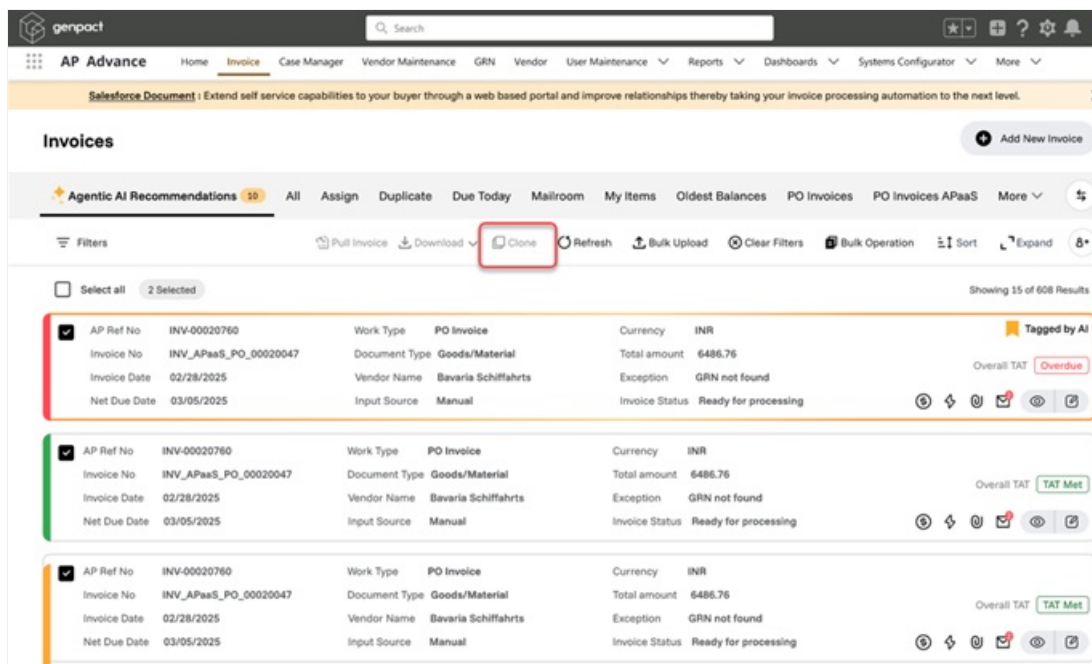 genpact
Search
AP Advance Home Invoice Case Manager Vendor Maintenance GRN Vendor User Maintenance Reports Dashboards Systems Configurator More
Salesforce Document : Extend self service capabilities to your buyer through a web based portal and improve relationships thereby taking your invoice processing automation to the next level.
Invoices
Add New Invoice
Agentic AI Recommendations 10 All Assign Duplicate Due Today Mailroom My Items Oldest Balances PO Invoices PO Invoices APaaS More
Filters Pull Invoice Download Clone Refresh Bulk Upload Clear Filters Bulk Operation Sort Expand
Select all 2 Selected Showing 15 of 608 Results
AP Ref No INV-00020760 Work Type PO Invoice Currency INR Tagged by AI
Invoice No INV_APaaS_PO_00020047 Document Type Goods/Material Total amount 6486.76
Overall TAT Overdue
Invoice Date 02/28/2025 Vendor Name Bavaria Schiffahrts Exception GRN not found
Net Due Date 03/05/2025 Input Source Manual Invoice Status Ready for processing
AP Ref No INV-00020760 Work Type PO Invoice Currency INR
Invoice No INV_APaaS_PO_00020047 Document Type Goods/Material Total amount 6486.76
Overall TAT TAT Met
Invoice Date 02/28/2025 Vendor Name Bavaria Schiffahrts Exception GRN not found
Net Due Date 03/05/2025 Input Source Manual Invoice Status Ready for processing
AP Ref No INV-00020760 Work Type PO Invoice Currency INR
Invoice No INV_APaaS_PO_00020047 Document Type Goods/Material Total amount 6486.76
Overall TAT TAT Met
Invoice Date 02/28/2025 Vendor Name Bavaria Schiffahrts Exception GRN not found
Net Due Date 03/05/2025 Input Source Manual Invoice Status Ready for processing